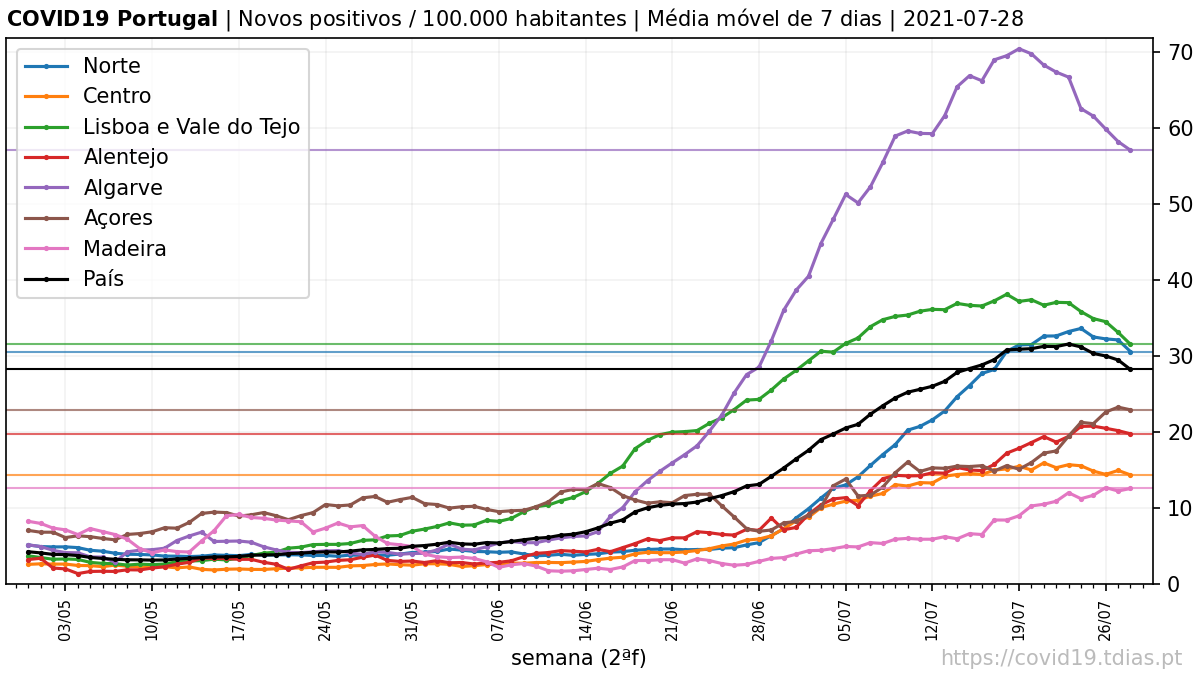 COVID19 Portugal | Novos positivos / 100.000 habitantes | Média móvel de 7 dias | 2021-07-28
Norte
Centro
Lisboa e Vale do Tejo
Alentejo
Algarve
Açores
Madeira
País
70
60
50
40
30
20
10
0
03/05
10/05
17/05
24/05
31/05
07/06
14/06
21/06
28/06
05/07
12/07
19/07
26/07
semana (2ªf)
https://covid19.tdias.pt